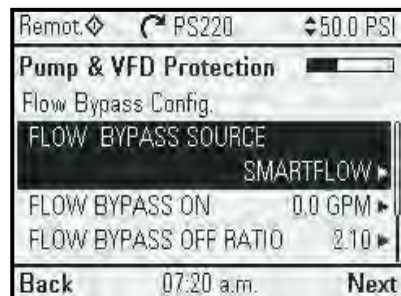 Remot. PS220 50.0 PSI
Pump & VFD Protection
Flow Bypass Config.
FLOW BYPASS SOURCE
SMARTFLOW
FLOW BYPASS ON 0.0 GPM
FLOW BYPASS OFF RATIO 2.10
Back 07:20 a.m. Next